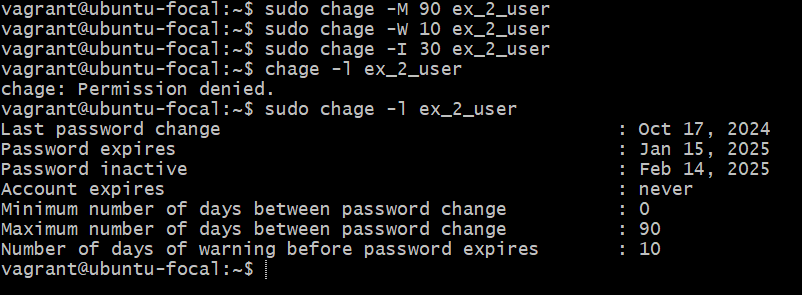 vagrant@ubuntu-focal:~$ sudo chage -M 90 ex_2_user
vagrant@ubuntu-focal:~$ sudo chage -W 10 ex_2_user
vagrant@ubuntu-focal:~$ sudo chage -I 30 ex_2_user
vagrant@ubuntu-focal:~$ chage -l ex_2_user
chage: Permission denied.
vagrant@ubuntu-focal:~$ sudo chage -l ex_2_user
Last password change : Oct 17, 2024
Password expires : Jan 15, 2025
Password inactive : Feb 14, 2025
Account expires : never
Minimum number of days between password change : 0
Maximum number of days between password change : 90
Number of days of warning before password expires : 10
vagrant@ubuntu-focal:~$